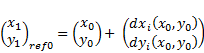 (x₁ y₁)ref0 = (x₀ y₀) + (dxᵢ(x₀, y₀) dyᵢ(x₀, y₀))